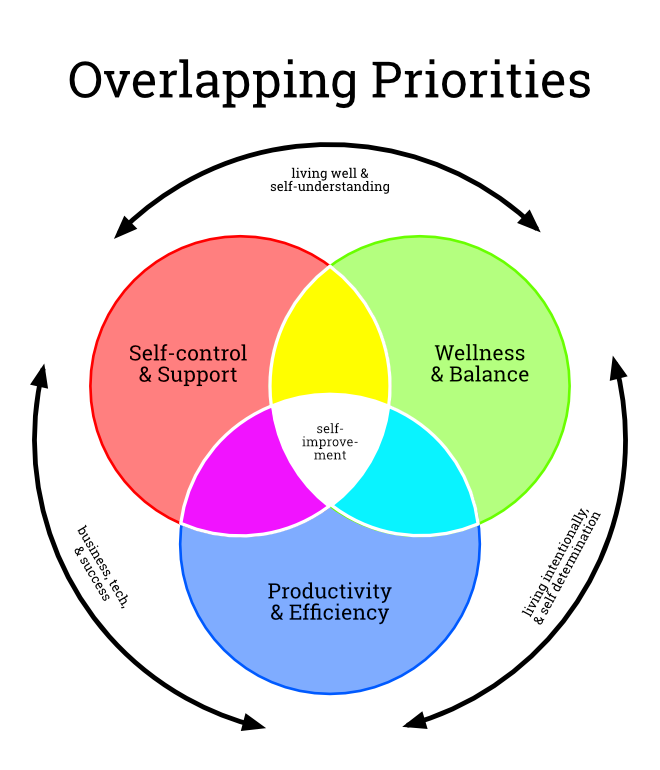 Overlapping Priorities
living well &
self-understanding
Self-control
& Support
Wellness
& Balance
self-
improve-
ment
business, tech,
& success
living intentionally,
& self determination
Productivity
& Efficiency